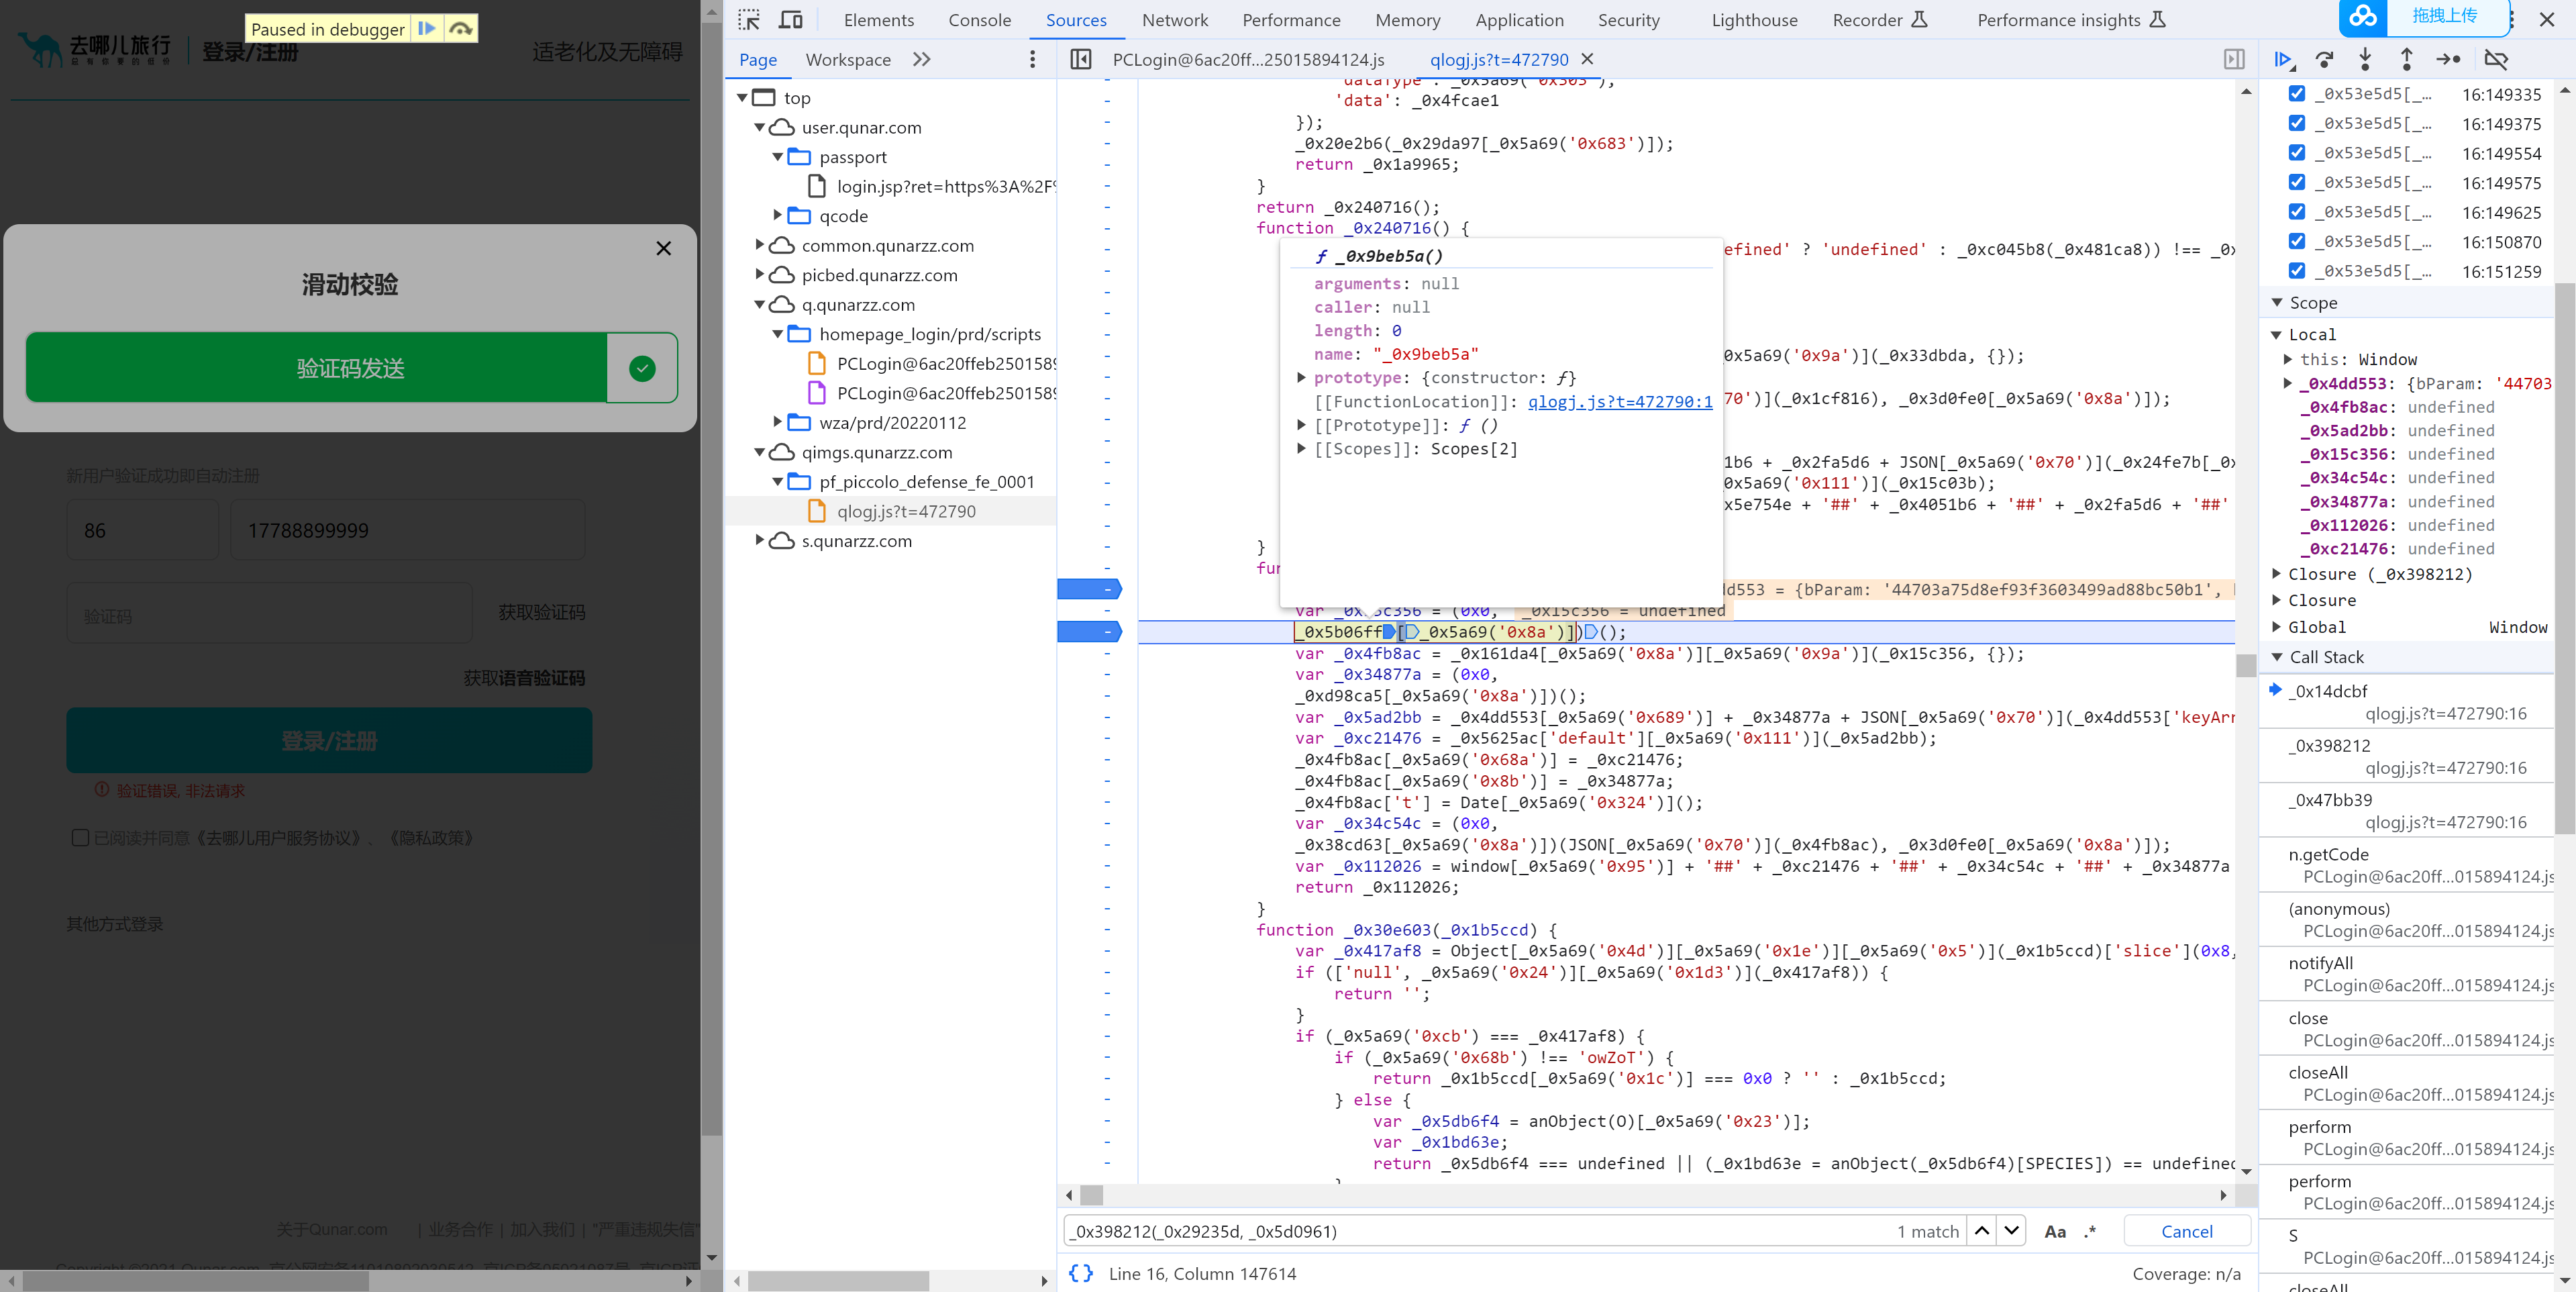 Paused in debugger
去哪儿旅行
总有你要的低价
登录/注册
适老化及无障碍
滑动校验
验证码发送
新用户验证成功即自动注册
86
17788899999
验证码
获取验证码
获取语音验证码
登录/注册
验证错误, 非法请求
已阅读并同意《去哪儿用户服务协议》、《隐私政策》
其他方式登录
关于Qunar.com | 业务合作 | 加入我们 | "严重违规失信"
Elements Console Sources Network Performance Memory Application Security Lighthouse Recorder Performance insights
拖拽上传
Page Workspace
PCLogin@6ac20ff...25015894124.js qlogj.js?t=472790
top
user.qunar.com
passport
login.jsp?ret=https%3A%2F
qcode
common.qunarzz.com
picbed.qunarzz.com
q.qunarzz.com
homepage_login/prd/scripts
PCLogin@6ac20ffeb250158
PCLogin@6ac20ffeb250158
wza/prd/20220112
qimgs.qunarzz.com
pf_piccolo_defense_fe_0001
qlogj.js?t=472790
s.qunarzz.com
'dataType': _0x5a69('0x303'),
'data': _0x4fcae1
});
_0x20e2b6(_0x29da97[_0x5a69('0x683')]);
return _0x1a9965;
}
return _0x240716();
function _0x240716() {
efined' ? 'undefined' : _0xc045b8(_0x481ca8)) !== _0x
0x5a69('0x9a')](_0x33dbda, {});
70')](_0x1cf816), _0x3d0fe0[_0x5a69('0x8a')]);
1b6 + _0x2fa5d6 + JSON[_0x5a69('0x70')](_0x24fe7b[_0x
0x5a69('0x111')](_0x15c03b);
x5e754e + '##' + _0x4051b6 + '##' + _0x2fa5d6 + '##'
}
fun
ƒ _0x9beb5a()
arguments: null
caller: null
length: 0
name: "_0x9beb5a"
prototype: {constructor: ƒ}
[[FunctionLocation]]: qlogj.js?t=472790:1
[[Prototype]]: ƒ ()
[[Scopes]]: Scopes[2]
dd553 = {bParam: '44703a75d8ef93f3603499ad88bc50b1',
var _0x15c356 = (0x0, _0x15c356 = undefined
_0x5b06ff[_0x5a69('0x8a')])();
var _0x4fb8ac = _0x161da4[_0x5a69('0x8a')][_0x5a69('0x9a')](_0x15c356, {});
var _0x34877a = (0x0,
_0xd98ca5[_0x5a69('0x8a')])();
var _0x5ad2bb = _0x4dd553[_0x5a69('0x689')] + _0x34877a + JSON[_0x5a69('0x70')](_0x4dd553['keyArr
var _0xc21476 = _0x5625ac['default'][_0x5a69('0x111')](_0x5ad2bb);
_0x4fb8ac[_0x5a69('0x68a')] = _0xc21476;
_0x4fb8ac[_0x5a69('0x8b')] = _0x34877a;
_0x4fb8ac['t'] = Date[_0x5a69('0x324')]();
var _0x34c54c = (0x0,
_0x38cd63[_0x5a69('0x8a')])(JSON[_0x5a69('0x70')](_0x4fb8ac), _0x3d0fe0[_0x5a69('0x8a')]);
var _0x112026 = window[_0x5a69('0x95')] + '##' + _0xc21476 + '##' + _0x34c54c + '##' + _0x34877a
return _0x112026;
}
function _0x30e603(_0x1b5ccd) {
var _0x417af8 = Object[_0x5a69('0x4d')][_0x5a69('0x1e')][_0x5a69('0x5')](_0x1b5ccd)['slice'](0x8,
if (['null', _0x5a69('0x24')][_0x5a69('0x1d3')](_0x417af8)) {
return '';
}
if (_0x5a69('0xcb') === _0x417af8) {
if (_0x5a69('0x68b') !== 'owZoT') {
return _0x1b5ccd[_0x5a69('0x1c')] === 0x0 ? '' : _0x1b5ccd;
} else {
var _0x5db6f4 = anObject(O)[_0x5a69('0x23')];
var _0x1bd63e;
return _0x5db6f4 === undefined || (_0x1bd63e = anObject(_0x5db6f4)[SPECIES]) == undefined
_0x398212(_0x29235d, _0x5d0961)
1 match
Aa .* Cancel
{} Line 16, Column 147614
Coverage: n/a
_0x53e5d5[_… 16:149335
_0x53e5d5[_… 16:149375
_0x53e5d5[_… 16:149554
_0x53e5d5[_… 16:149575
_0x53e5d5[_… 16:149625
_0x53e5d5[_… 16:150870
_0x53e5d5[_… 16:151259
Scope
Local
this: Window
_0x4dd553: {bParam: '44703
_0x4fb8ac: undefined
_0x5ad2bb: undefined
_0x15c356: undefined
_0x34c54c: undefined
_0x34877a: undefined
_0x112026: undefined
_0xc21476: undefined
Closure (_0x398212)
Closure
Global Window
Call Stack
_0x14dcbf
qlogj.js?t=472790:16
_0x398212
qlogj.js?t=472790:16
_0x47bb39
qlogj.js?t=472790:16
n.getCode
PCLogin@6ac20ff...015894124.js
(anonymous)
PCLogin@6ac20ff...015894124.js
notifyAll
PCLogin@6ac20ff...015894124.js
close
PCLogin@6ac20ff...015894124.js
closeAll
PCLogin@6ac20ff...015894124.js
perform
PCLogin@6ac20ff...015894124.js
perform
PCLogin@6ac20ff...015894124.js
S
PCLogin@6ac20ff...015894124.js
closeAll